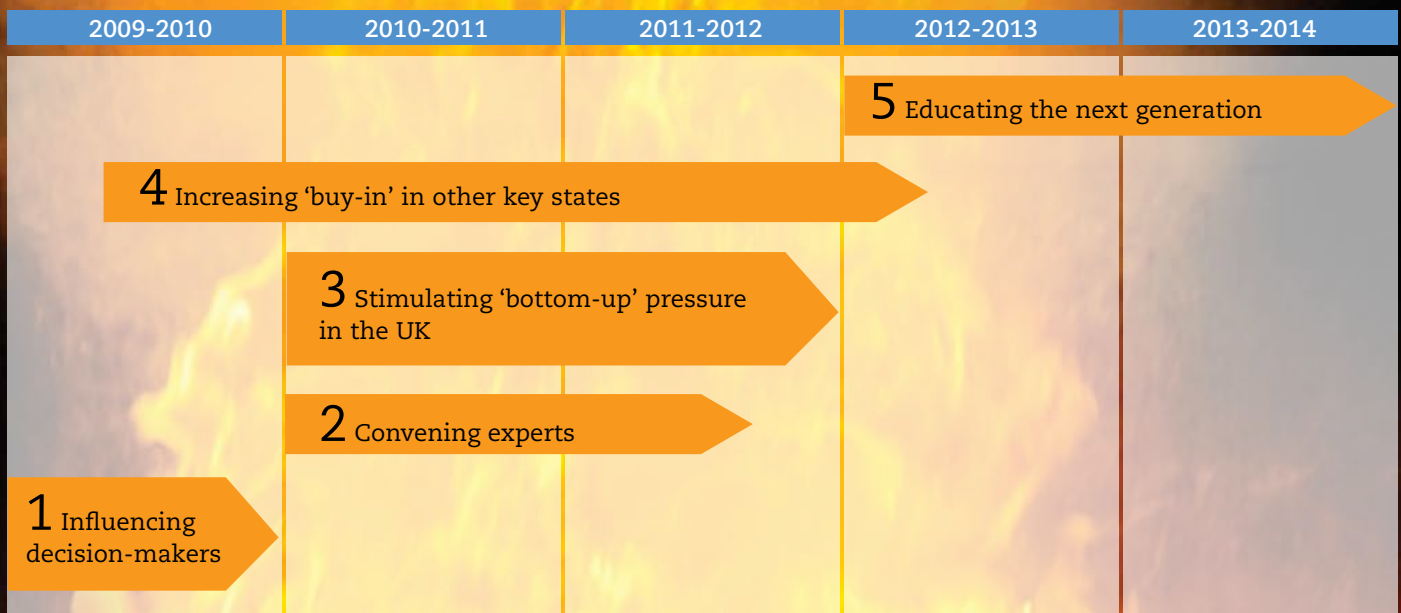 2009-2010 2010-2011 2011-2012 2012-2013 2013-2014
5 Educating the next generation
4 Increasing ‘buy-in’ in other key states
3 Stimulating ‘bottom-up’ pressure
in the UK
2 Convening experts
1 Influencing
decision-makers